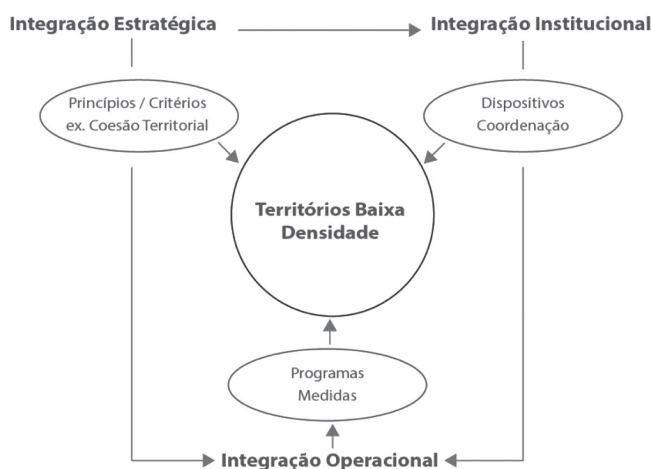 Integração Estratégica
Integração Institucional
Princípios / Critérios
ex. Coesão Territorial
Dispositivos
Coordenação
Territórios Baixa
Densidade
Programas
Medidas
Integração Operacional